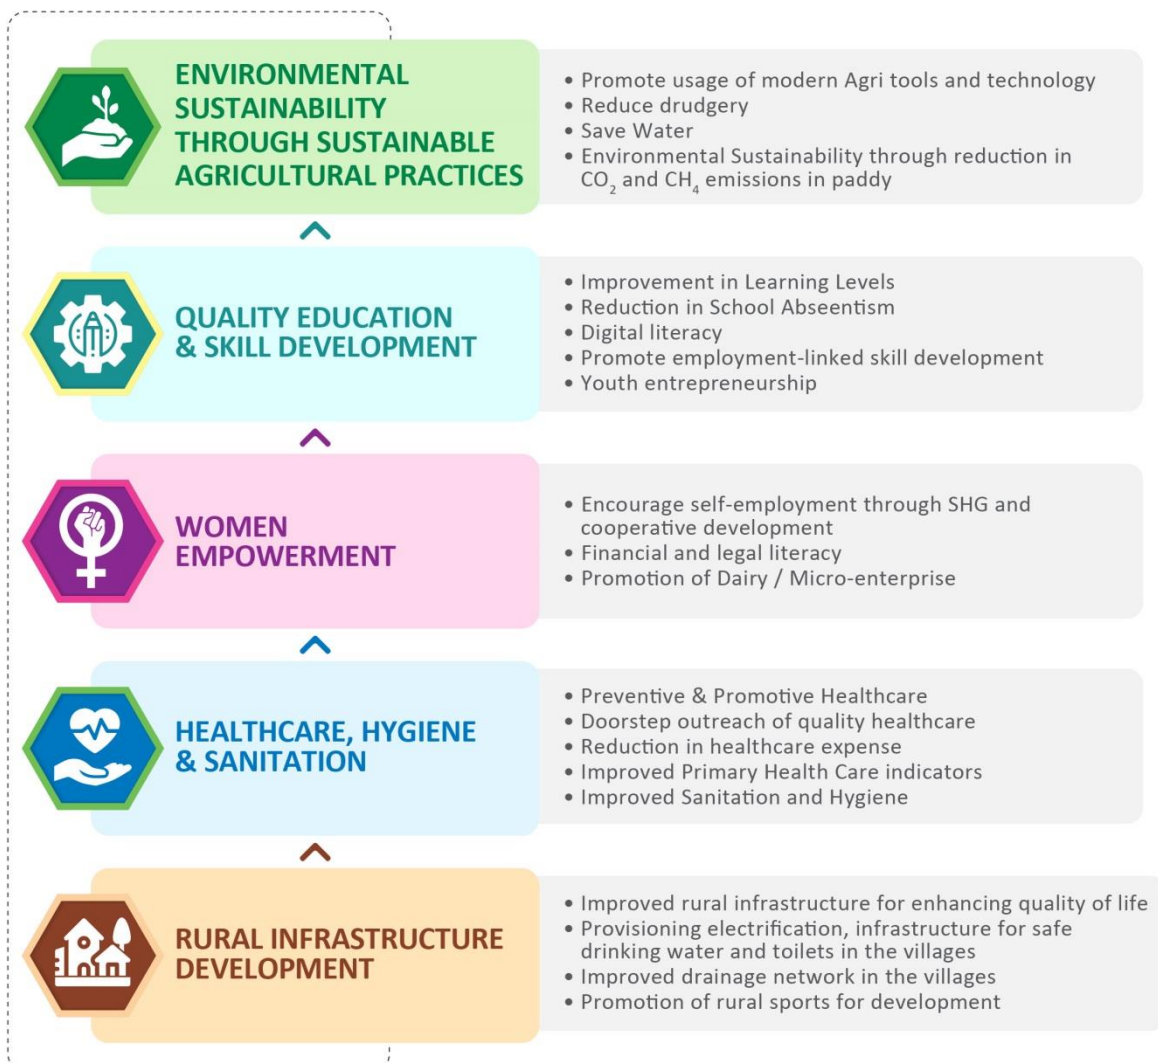 ENVIRONMENTAL
SUSTAINABILITY
THROUGH SUSTAINABLE
AGRICULTURAL PRACTICES
• Promote usage of modern Agri tools and technology
• Reduce drudgery
• Save Water
• Environmental Sustainability through reduction in
CO₂ and CH₄ emissions in paddy
QUALITY EDUCATION
& SKILL DEVELOPMENT
• Improvement in Learning Levels
• Reduction in School Abseentism
• Digital literacy
• Promote employment-linked skill development
• Youth entrepreneurship
WOMEN
EMPOWERMENT
• Encourage self-employment through SHG and
cooperative development
• Financial and legal literacy
• Promotion of Dairy / Micro-enterprise
HEALTHCARE, HYGIENE
& SANITATION
• Preventive & Promotive Healthcare
• Doorstep outreach of quality healthcare
• Reduction in healthcare expense
• Improved Primary Health Care indicators
• Improved Sanitation and Hygiene
RURAL INFRASTRUCTURE
DEVELOPMENT
• Improved rural infrastructure for enhancing quality of life
• Provisioning electrification, infrastructure for safe
drinking water and toilets in the villages
• Improved drainage network in the villages
• Promotion of rural sports for development